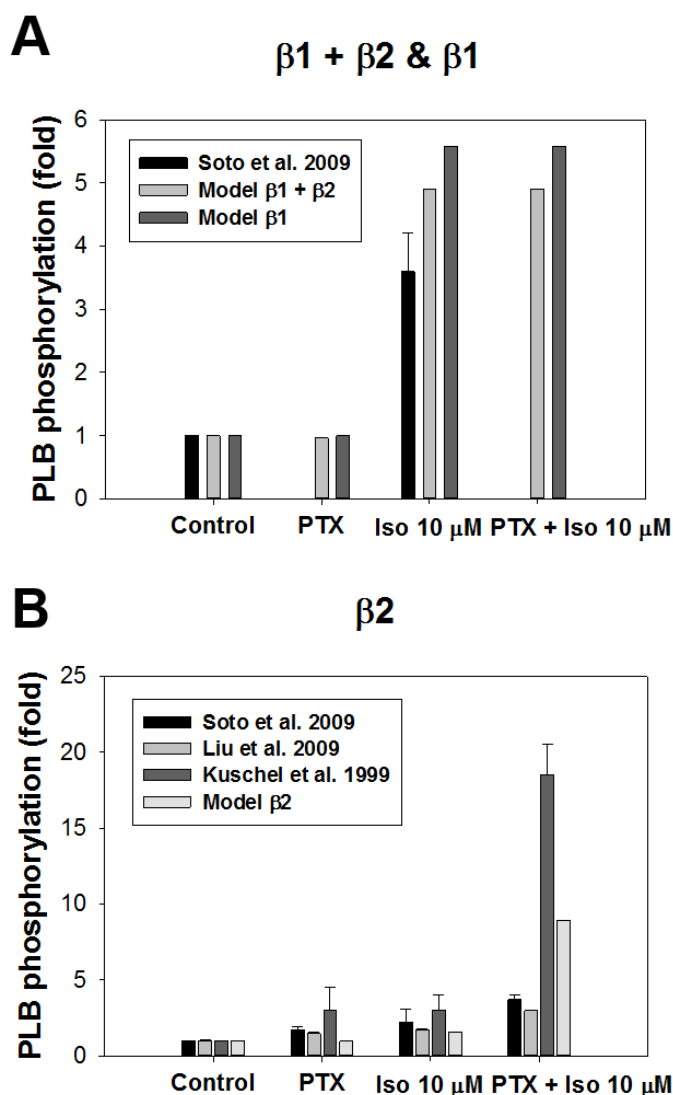 A
β1 + β2 & β1
PLB phosphorylation (fold)
6
5
4
3
2
1
0
Soto et al. 2009
Model β1 + β2
Model β1
Control
PTX
Iso 10 μM
PTX + Iso 10 μM
B
β2
PLB phosphorylation (fold)
25
20
15
10
5
0
Soto et al. 2009
Liu et al. 2009
Kuschel et al. 1999
Model β2
Control
PTX
Iso 10 μM
PTX + Iso 10 μM